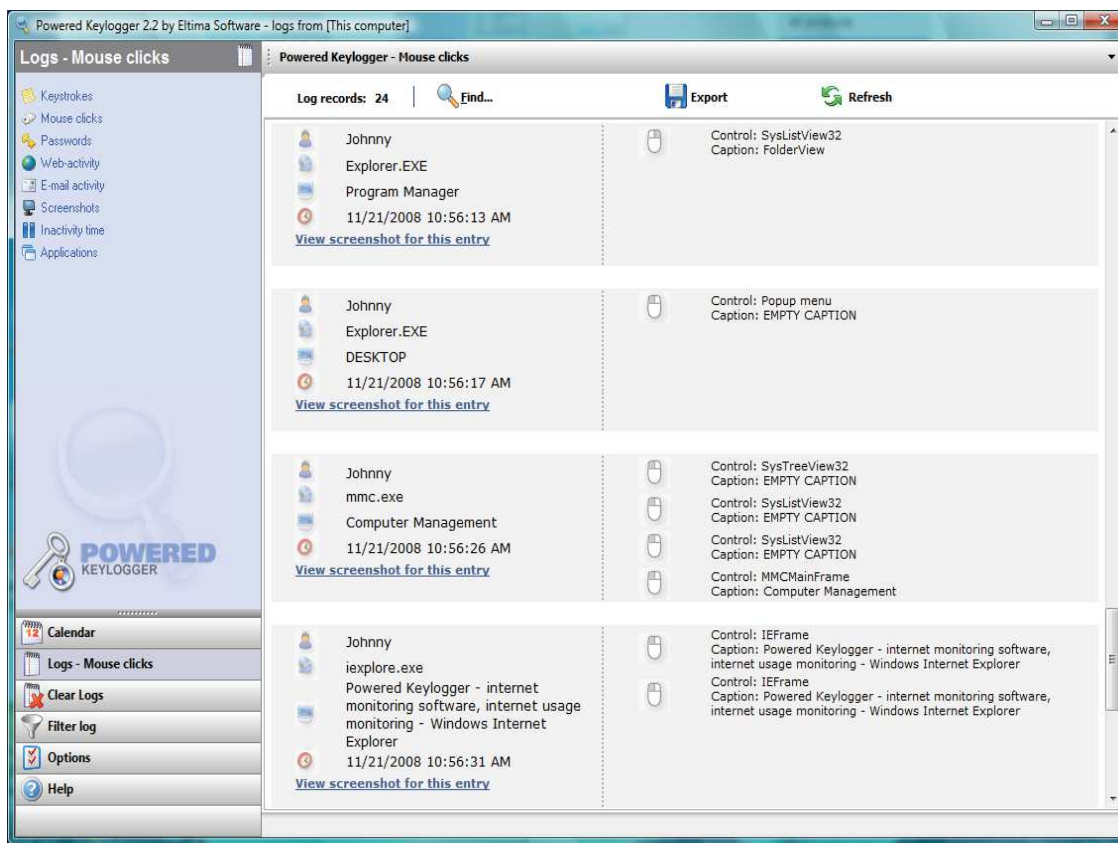 Powered Keylogger 2.2 by Eltima Software - logs from [This computer]
Logs - Mouse clicks
Keystrokes
Mouse clicks
Passwords
Web-activity
E-mail activity
Screenshots
Inactivity time
Applications
POWERED
KEYLOGGER
Calendar
12
Logs - Mouse clicks
Clear Logs
Filter log
Options
Help
Powered Keylogger - Mouse clicks
Log records: 24
Find...
Export
Refresh
Johnny
Explorer.EXE
Program Manager
11/21/2008 10:56:13 AM
View screenshot for this entry
Control: SysListView32
Caption: FolderView
Johnny
Explorer.EXE
DESKTOP
11/21/2008 10:56:17 AM
View screenshot for this entry
Control: Popup menu
Caption: EMPTY CAPTION
Johnny
mmc.exe
Computer Management
11/21/2008 10:56:26 AM
View screenshot for this entry
Control: SysTreeView32
Caption: EMPTY CAPTION
Control: SysListView32
Caption: EMPTY CAPTION
Control: SysListView32
Caption: EMPTY CAPTION
Control: MMCMainFrame
Caption: Computer Management
Johnny
iexplore.exe
Powered Keylogger - internet
monitoring software, internet usage
monitoring - Windows Internet
Explorer
11/21/2008 10:56:31 AM
View screenshot for this entry
Control: IEFrame
Caption: Powered Keylogger - internet monitoring software,
internet usage monitoring - Windows Internet Explorer
Control: IEFrame
Caption: Powered Keylogger - internet monitoring software,
internet usage monitoring - Windows Internet Explorer